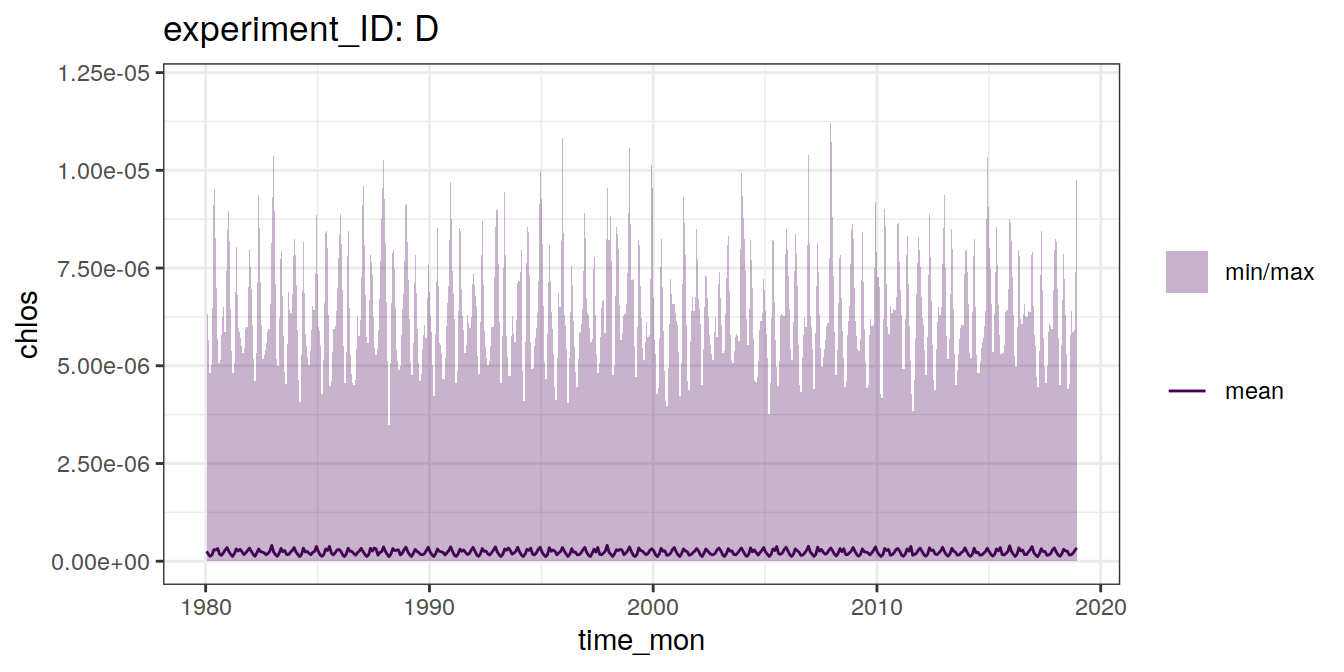 experiment_ID: D
1.25e-05
1.00e-05
7.50e-06
5.00e-06
2.50e-06
0.00e+00
chlos
1980
1990
2000
2010
2020
time_mon
min/max
mean